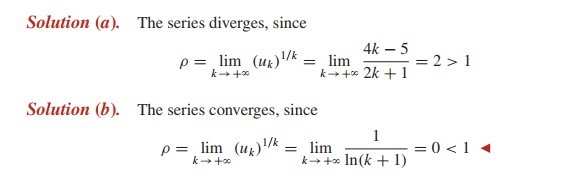 Solution (a). The series diverges, since
ρ = lim_{k→+∞} (u_k)^{1/k} = lim_{k→+∞} (4k − 5)/(2k + 1) = 2 > 1
Solution (b). The series converges, since
ρ = lim_{k→+∞} (u_k)^{1/k} = lim_{k→+∞} 1/ln(k + 1) = 0 < 1 ◄